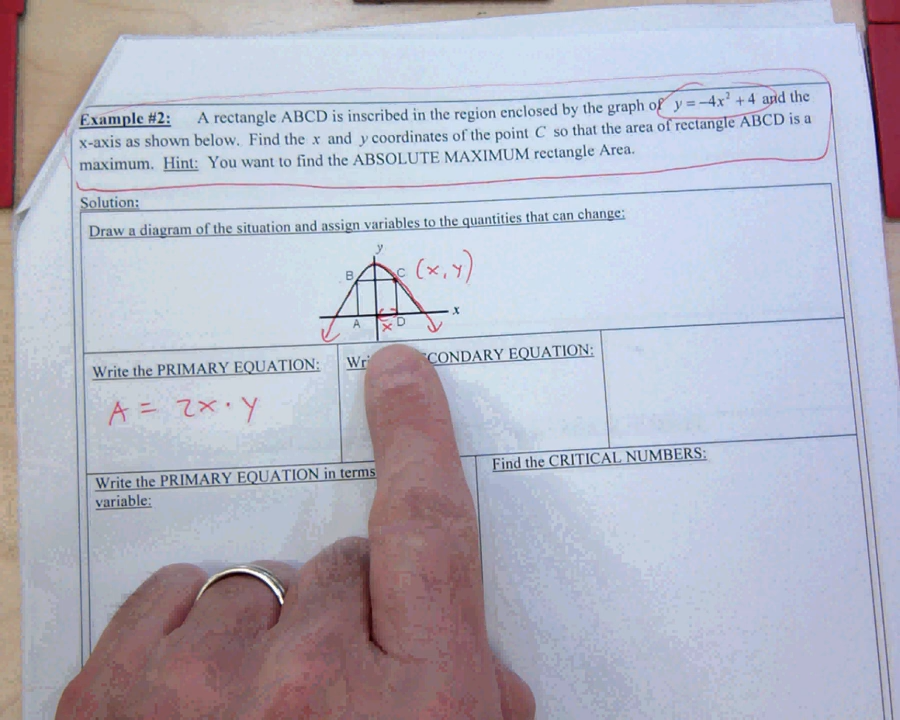 Example #2: A rectangle ABCD is inscribed in the region enclosed by the graph of y = -4x² + 4 and the
x-axis as shown below. Find the x and y coordinates of the point C so that the area of rectangle ABCD is a
maximum. Hint: You want to find the ABSOLUTE MAXIMUM rectangle Area.
Solution:
Draw a diagram of the situation and assign variables to the quantities that can change:
y
B C (x, y)
x
A x D
Write the PRIMARY EQUATION:
A = 2x · y
EQUATION:
Write the PRIMARY EQUATION in terms
variable:
Find the CRITICAL NUMBERS: